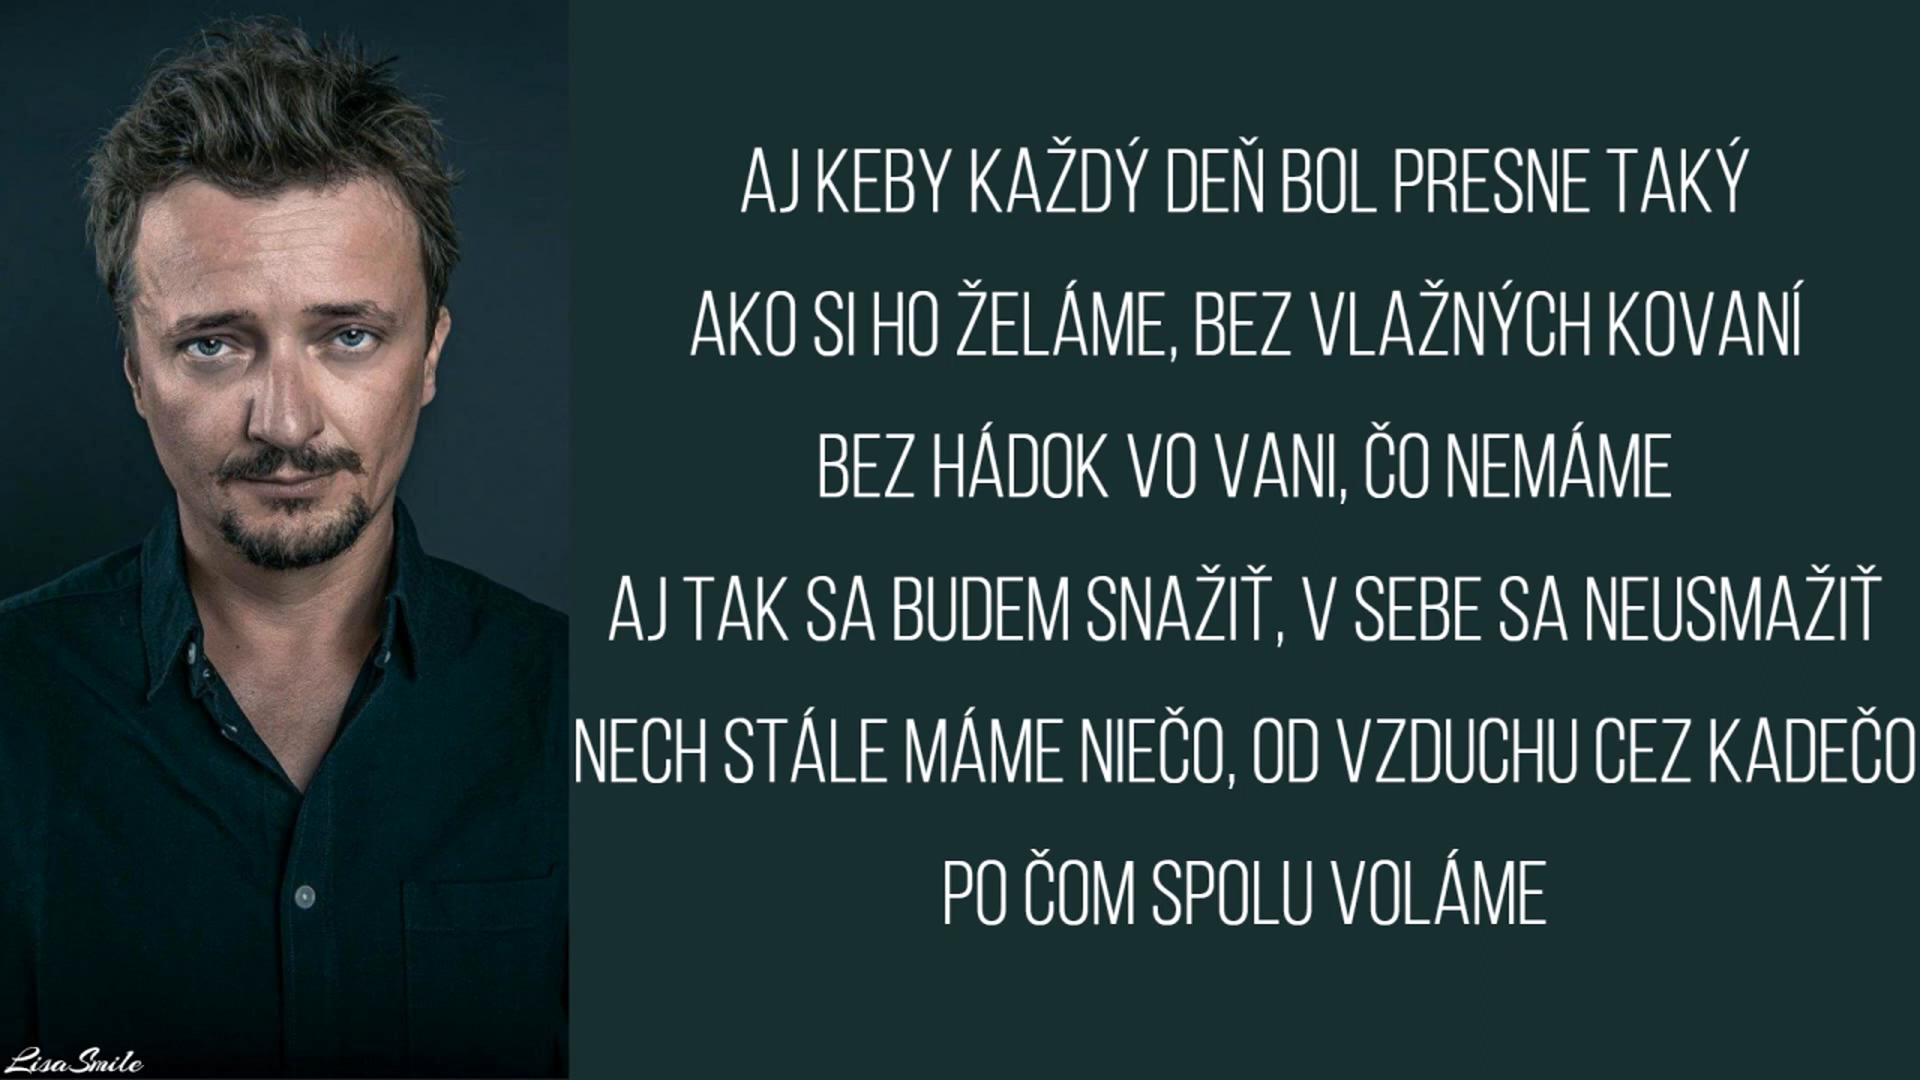 AJ KEBY KAŽDÝ DEŇ BOL PRESNE TAKÝ
AKO SI HO ŽELÁME, BEZ VLAŽNÝCH KOVANÍ
BEZ HÁDOK VO VANI, ČO NEMÁME
AJ TAK SA BUDEM SNAŽIŤ, V SEBE SA NEUSMAŽIŤ
NECH STÁLE MÁME NIEČO, OD VZDUCHU CEZ KADEČO
PO ČOM SPOLU VOLÁME
LisaSmile